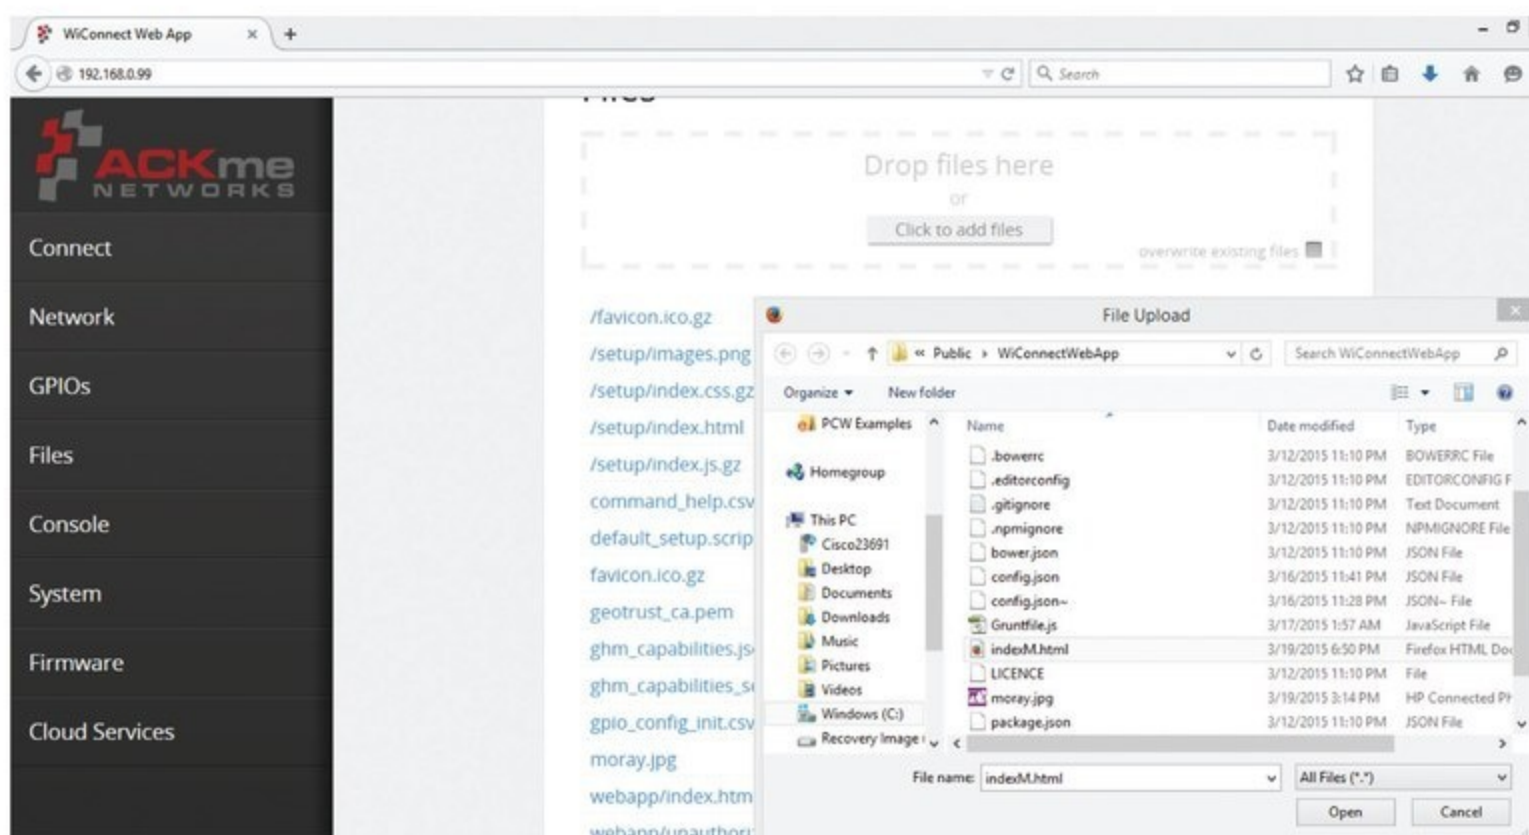 WiConnect Web App
192.168.0.99
Search
ACKme
NETWORKS
Connect
Network
GPIOs
Files
Console
System
Firmware
Cloud Services
Files
Drop files here
or
Click to add files
overwrite existing files
/favicon.ico.gz
/setup/images.png
/setup/index.css.gz
/setup/index.html
/setup/index.js.gz
command_help.csv
default_setup.scrip
favicon.ico.gz
geotrust_ca.pem
ghm_capabilities.js
ghm_capabilities_s
gpio_config_init.csv
moray.jpg
webapp/index.htm
webapp/unauthori
File Upload
« Public › WiConnectWebApp
Search WiConnectWebApp
Organize
New folder
PCW Examples
Homegroup
This PC
Cisco23691
Desktop
Documents
Downloads
Music
Pictures
Videos
Windows (C:)
Recovery Image
Name Date modified Type
.bowerrc 3/12/2015 11:10 PM BOWERRC File
.editorconfig 3/12/2015 11:10 PM EDITORCONFIG F
.gitignore 3/12/2015 11:10 PM Text Document
.npmignore 3/12/2015 11:10 PM NPMIGNORE File
bower.json 3/12/2015 11:10 PM JSON File
config.json 3/16/2015 11:41 PM JSON File
config.json~ 3/16/2015 11:28 PM JSON~ File
Gruntfile.js 3/17/2015 1:57 AM JavaScript File
indexM.html 3/19/2015 6:50 PM Firefox HTML Doc
LICENCE 3/12/2015 11:10 PM File
moray.jpg 3/19/2015 3:14 PM HP Connected Ph
package.json 3/12/2015 11:10 PM JSON File
File name: indexM.html
All Files (*.*)
Open
Cancel